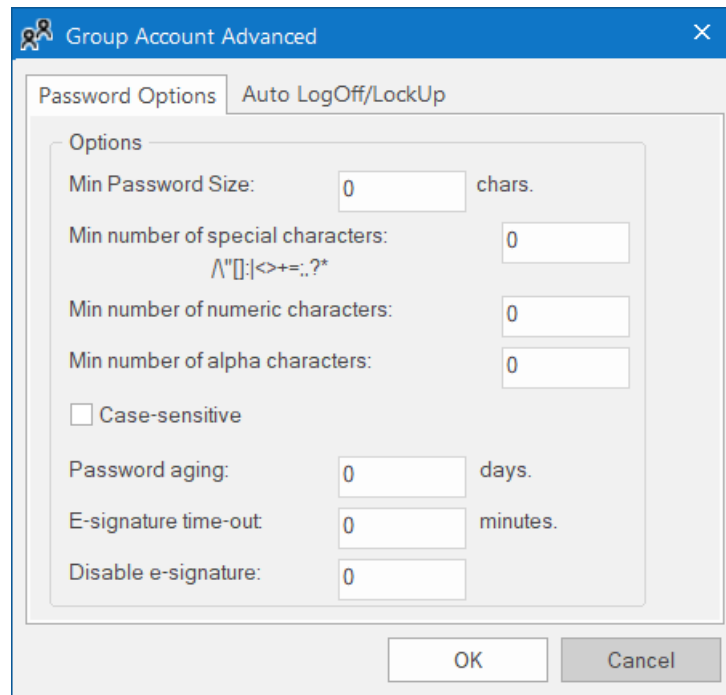 Group Account Advanced
Password Options Auto LogOff/LockUp
Options
Min Password Size: 0 chars.
Min number of special characters: 0
/\"[]:|<>+=;,.?*
Min number of numeric characters: 0
Min number of alpha characters: 0
Case-sensitive
Password aging: 0 days.
E-signature time-out: 0 minutes.
Disable e-signature: 0
OK Cancel